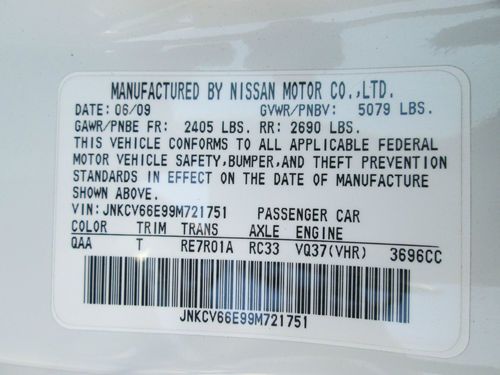 MANUFACTURED BY NISSAN MOTOR CO.,LTD.
DATE: 06/09 GVWR/PNBV: 5079 LBS.
GAWR/PNBE FR: 2405 LBS. RR: 2690 LBS.
THIS VEHICLE CONFORMS TO ALL APPLICABLE FEDERAL
MOTOR VEHICLE SAFETY,BUMPER,AND THEFT PREVENTION
STANDARDS IN EFFECT ON THE DATE OF MANUFACTURE
SHOWN ABOVE.
VIN:JNKCV66E99M721751 PASSENGER CAR
COLOR TRIM TRANS AXLE ENGINE
QAA T RE7R01A RC33 VQ37(VHR) 3696CC
JNKCV66E99M721751